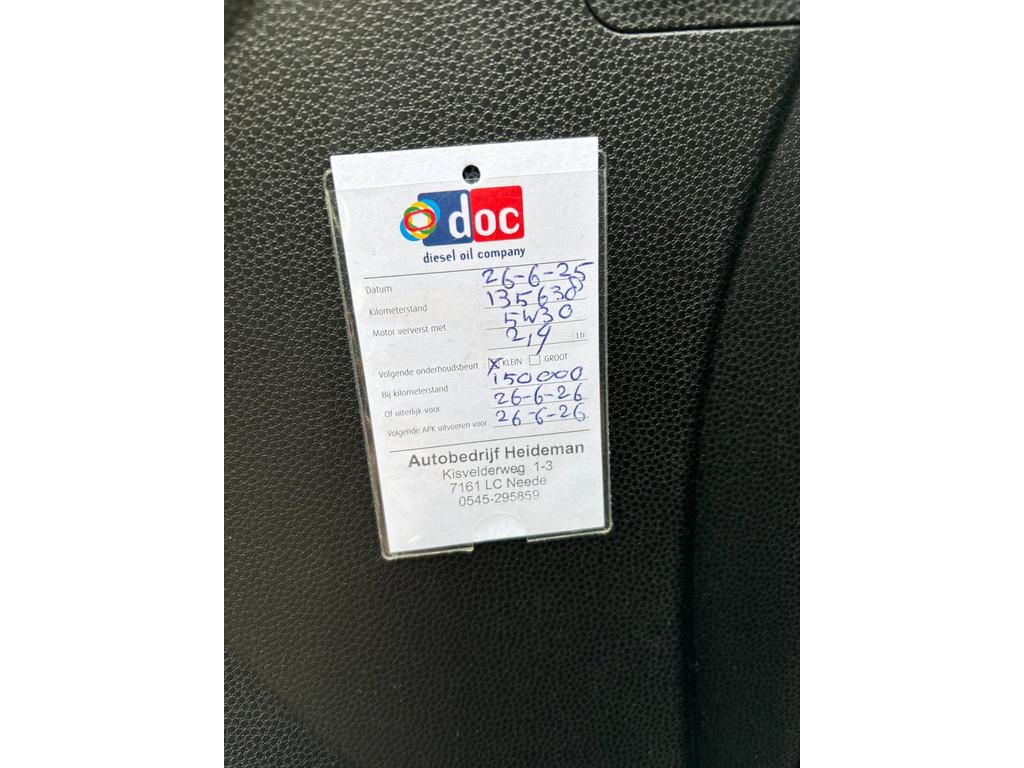 doc
diesel oil company
Datum 26-6-25
Kilometerstand 135638
Motor ververst met 5W30
2,9 Ltr
Volgende onderhoudsbeurt: KLEIN GROOT
Bij kilometerstand 150000
Of uiterlijk voor 26-6-26
Volgende APK uitvoeren voor 26-6-26
Autobedrijf Heideman
Kisvelderweg 1-3
7161 LC Neede
0545-295859